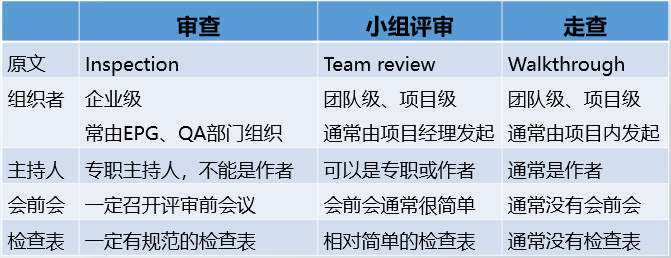 审查 小组评审 走查
原文 Inspection Team review Walkthrough
组织者 企业级 团队级、项目级 团队级、项目级
常由EPG、QA部门组织 通常由项目经理发起 通常由项目内发起
主持人 专职主持人，不能是作者 可以是专职或作者 通常是作者
会前会 一定召开评审前会议 会前会通常很简单 通常没有会前会
检查表 一定有规范的检查表 相对简单的检查表 通常没有检查表